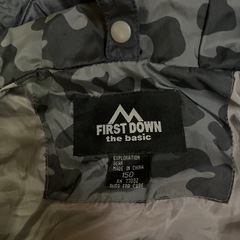 FIRST DOWN
the basic
EXPLORATION
GEAR
MADE IN CHINA
150